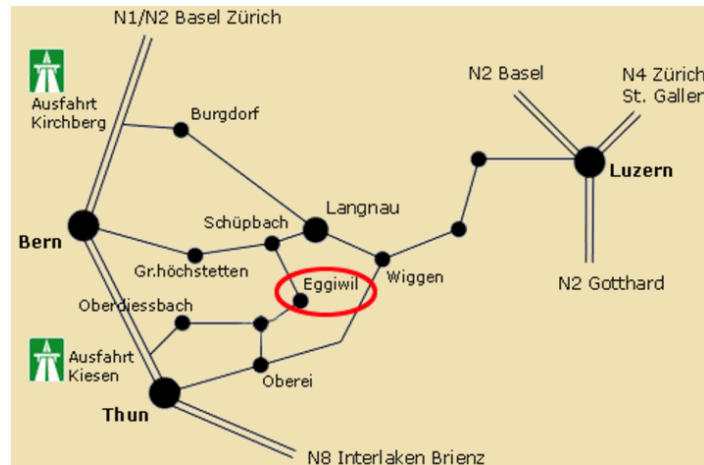 N1/N2 Basel Zürich
Ausfahrt
Kirchberg
Burgdorf
N2 Basel
N4 Zürich
St. Gallen
Luzern
Langnau
Schüpbach
Bern
Gr.höchstetten
Eggiwil
Wiggen
N2 Gotthard
Oberdiessbach
Ausfahrt
Kiesen
Oberei
Thun
N8 Interlaken Brienz